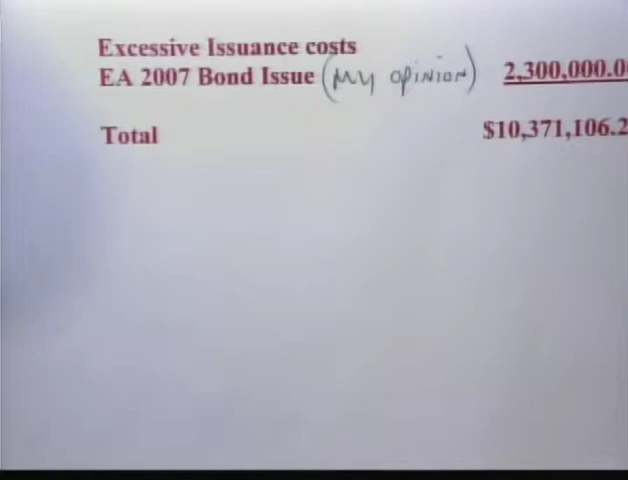 Excessive Issuance costs
EA 2007 Bond Issue (My opinion) 2,300,000.0
Total $10,371,106.2